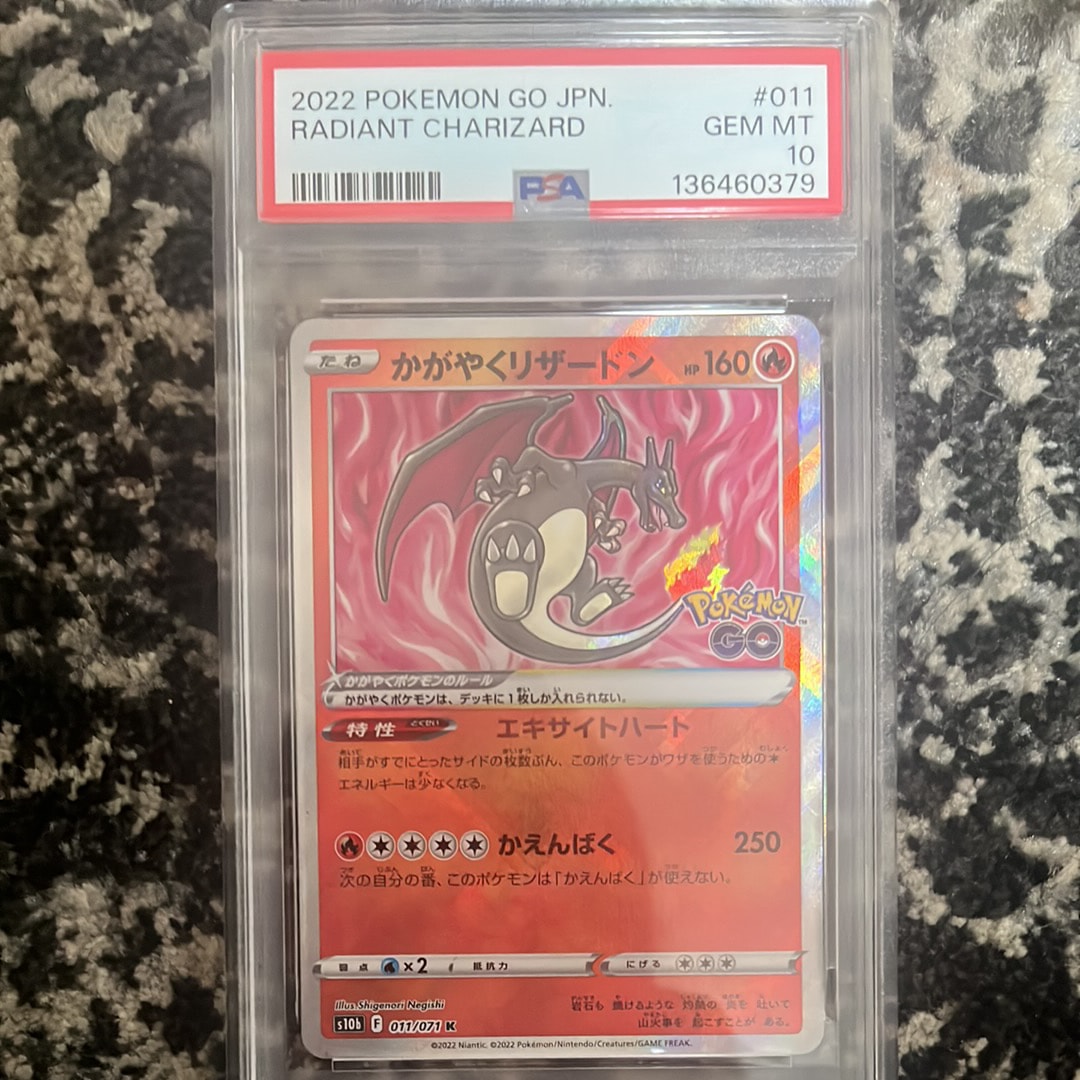 2022 POKEMON GO JPN. #011
RADIANT CHARIZARD GEM MT
10
PSA 136460379
たね かがやくリザードン HP 160
Pokémon GO
かがやくポケモンのルール
かがやくポケモンは、デッキに1枚しか入れられない。
特性 とくせい エキサイトハート
相手がすでにとったサイドの枚数ぶん、このポケモンがワザを使うための
エネルギーは少なくなる。
かえんばく 250
次の自分の番、このポケモンは「かえんばく」が使えない。
弱点 ×2 抵抗力 にげる
Illus. Shigenori Negishi
岩石も 焼けるような 灼熱の 炎を 吐いて
山火事を 起こすことが ある。
s10b F 011/071 K
©2022 Niantic. ©2022 Pokémon/Nintendo/Creatures/GAME FREAK.